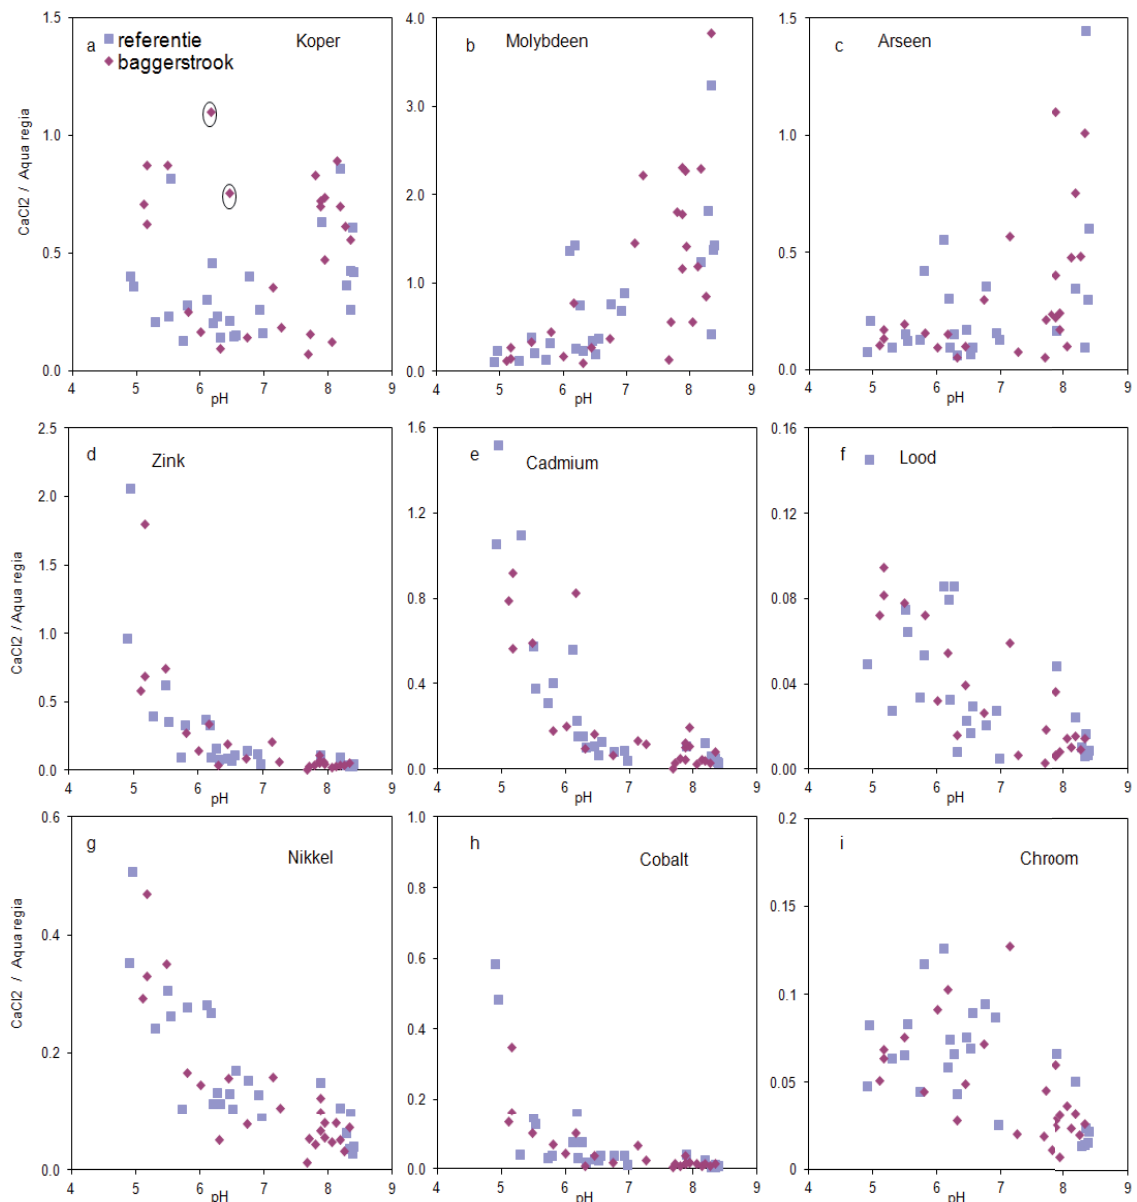 a referentie Koper
baggerstrook
b Molybdeen
c Arseen
1.5
1.0
0.5
0.0
CaCl2 / Aqua regia
4 5 6 7 8 9
pH
4.0
3.0
2.0
1.0
0.0
4 5 6 7 8 9
pH
1.5
1.0
0.5
0.0
4 5 6 7 8 9
pH
d Zink
e Cadmium
f Lood
2.5
2.0
1.5
1.0
0.5
0.0
CaCl2 / Aqua regia
4 5 6 7 8 9
pH
1.6
1.2
0.8
0.4
0.0
4 5 6 7 8 9
pH
0.16
0.12
0.08
0.04
0.00
4 5 6 7 8 9
pH
g Nikkel
h Cobalt
i Chroom
0.6
0.4
0.2
0.0
CaCl2 / Aqua regia
4 5 6 7 8 9
pH
1.0
0.8
0.6
0.4
0.2
0.0
4 5 6 7 8 9
pH
0.2
0.15
0.1
0.05
0
4 5 6 7 8 9
pH